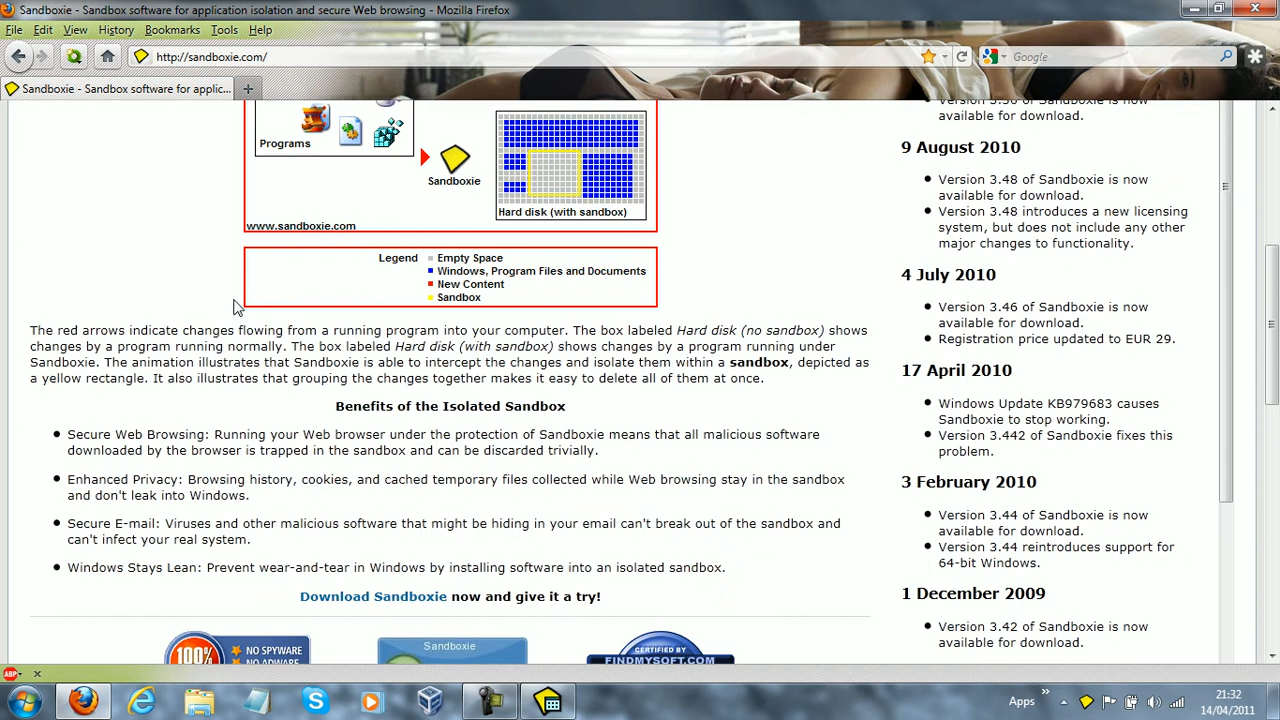 Sandboxie - Sandbox software for application isolation and secure Web browsing - Mozilla Firefox
File Edit View History Bookmarks Tools Help
http://sandboxie.com/
Google
Sandboxie - Sandbox software for applic...
Programs
Sandboxie
Hard disk (with sandbox)
www.sandboxie.com
Legend
Empty Space
Windows, Program Files and Documents
New Content
Sandbox
The red arrows indicate changes flowing from a running program into your computer. The box labeled Hard disk (no sandbox) shows
changes by a program running normally. The box labeled Hard disk (with sandbox) shows changes by a program running under
Sandboxie. The animation illustrates that Sandboxie is able to intercept the changes and isolate them within a sandbox, depicted as
a yellow rectangle. It also illustrates that grouping the changes together makes it easy to delete all of them at once.
Benefits of the Isolated Sandbox
Secure Web Browsing: Running your Web browser under the protection of Sandboxie means that all malicious software
downloaded by the browser is trapped in the sandbox and can be discarded trivially.
Enhanced Privacy: Browsing history, cookies, and cached temporary files collected while Web browsing stay in the sandbox
and don't leak into Windows.
Secure E-mail: Viruses and other malicious software that might be hiding in your email can't break out of the sandbox and
can't infect your real system.
Windows Stays Lean: Prevent wear-and-tear in Windows by installing software into an isolated sandbox.
Download Sandboxie now and give it a try!
100%
NO SPYWARE
NO ADWARE
Sandboxie
CERTIFIED BY
FINDMYSOFT.COM
available for download.
9 August 2010
Version 3.48 of Sandboxie is now
available for download.
Version 3.48 introduces a new licensing
system, but does not include any other
major changes to functionality.
4 July 2010
Version 3.46 of Sandboxie is now
available for download.
Registration price updated to EUR 29.
17 April 2010
Windows Update KB979683 causes
Sandboxie to stop working.
Version 3.442 of Sandboxie fixes this
problem.
3 February 2010
Version 3.44 of Sandboxie is now
available for download.
Version 3.44 reintroduces support for
64-bit Windows.
1 December 2009
Version 3.42 of Sandboxie is now
available for download.
ABP
Apps
21:32
14/04/2011